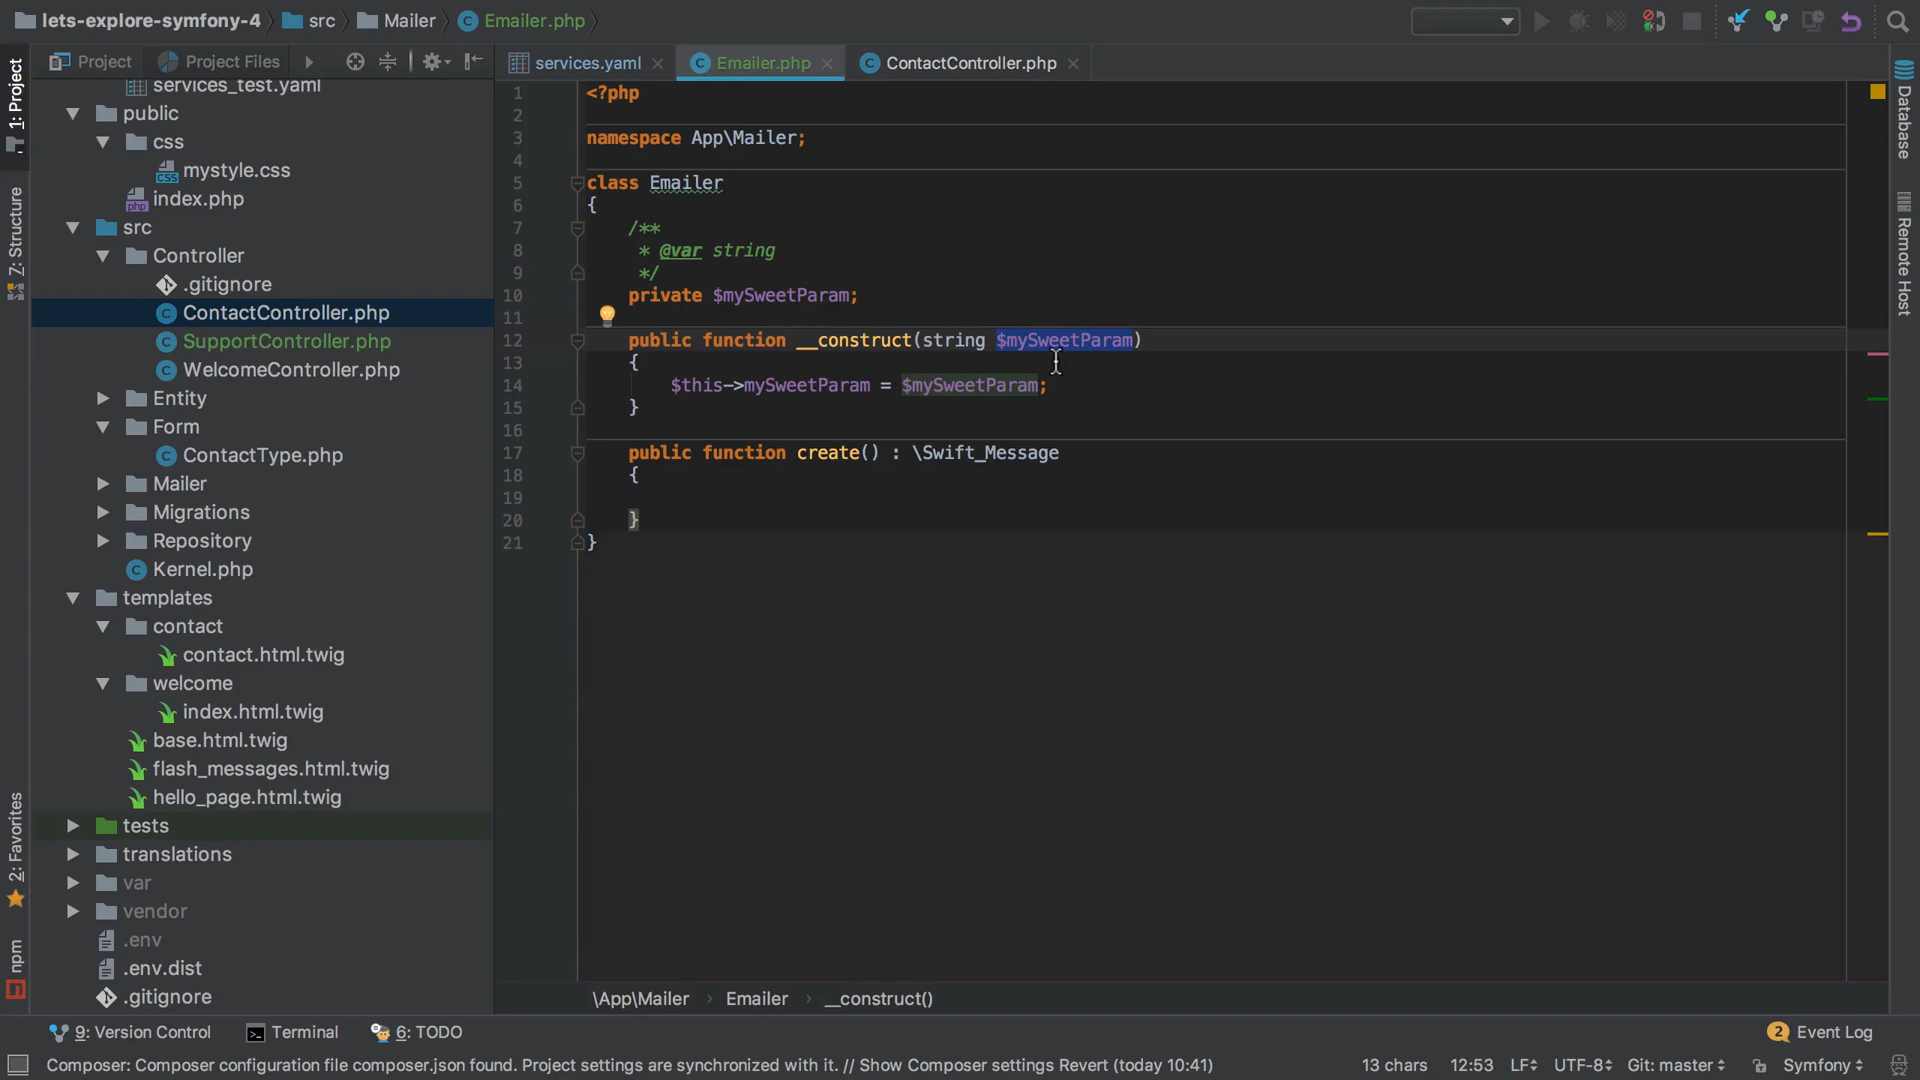 lets-explore-symfony-4 src Mailer Emailer.php
Project Project Files
services.yaml Emailer.php ContactController.php
1: Project
7: Structure
2: Favorites
npm
services_test.yaml
public
css
mystyle.css
index.php
src
Controller
.gitignore
ContactController.php
SupportController.php
WelcomeController.php
Entity
Form
ContactType.php
Mailer
Migrations
Repository
Kernel.php
templates
contact
contact.html.twig
welcome
index.html.twig
base.html.twig
flash_messages.html.twig
hello_page.html.twig
tests
translations
var
vendor
.env
.env.dist
.gitignore
1 <?php
2
3 namespace App\Mailer;
4
5 class Emailer
6 {
7 /**
8 * @var string
9 */
10 private $mySweetParam;
11
12 public function __construct(string $mySweetParam)
13 {
14 $this->mySweetParam = $mySweetParam;
15 }
16
17 public function create() : \Swift_Message
18 {
19
20 }
21 }
\App\Mailer › Emailer › __construct()
Database
Remote Host
9: Version Control Terminal 6: TODO 2 Event Log
Composer: Composer configuration file composer.json found. Project settings are synchronized with it. // Show Composer settings Revert (today 10:41) 13 chars 12:53 LF UTF-8 Git: master Symfony